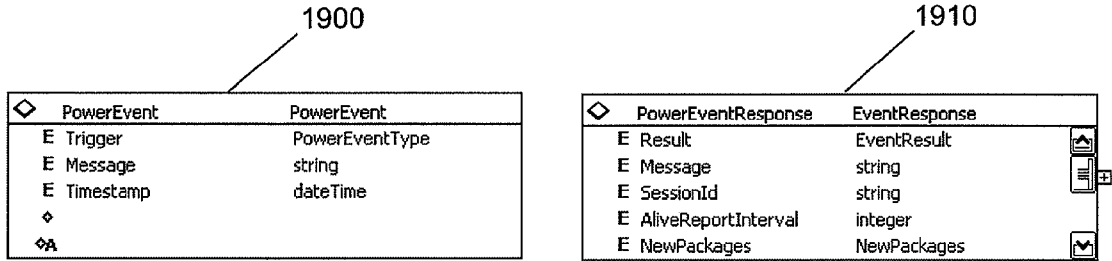 1900
1910
PowerEvent PowerEvent
E Trigger PowerEventType
E Message string
E Timestamp dateTime
A
PowerEventResponse EventResponse
E Result EventResult
E Message string
E SessionId string
E AliveReportInterval integer
E NewPackages NewPackages